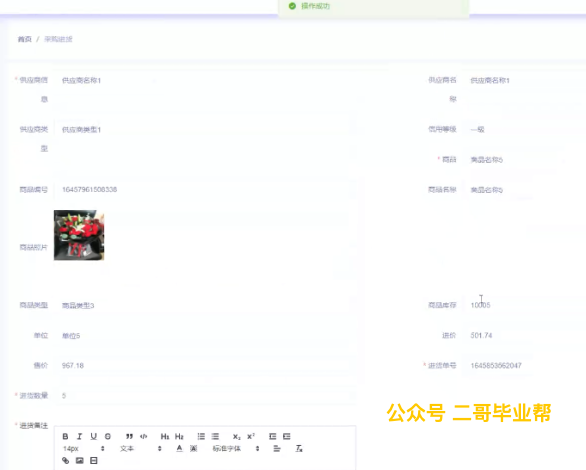 操作成功
首页 / 采购进货
* 供应商信息 供应商名称1 供应商名称 供应商名称1
供应商类型 供应商类型1 信用等级 一级
* 商品 商品名称5
商品编号 16457961508338 商品名称 商品名称5
商品照片
商品类型 商品类型3 商品库存 10005
单位 单位5 进价 501.74
售价 967.18 * 进货单号 1645853662047
* 进货数量 5
公众号 二哥毕业帮
* 进货备注
B I U S " </> H1 H2 X₂ X²
14px 文本 A 标准字体